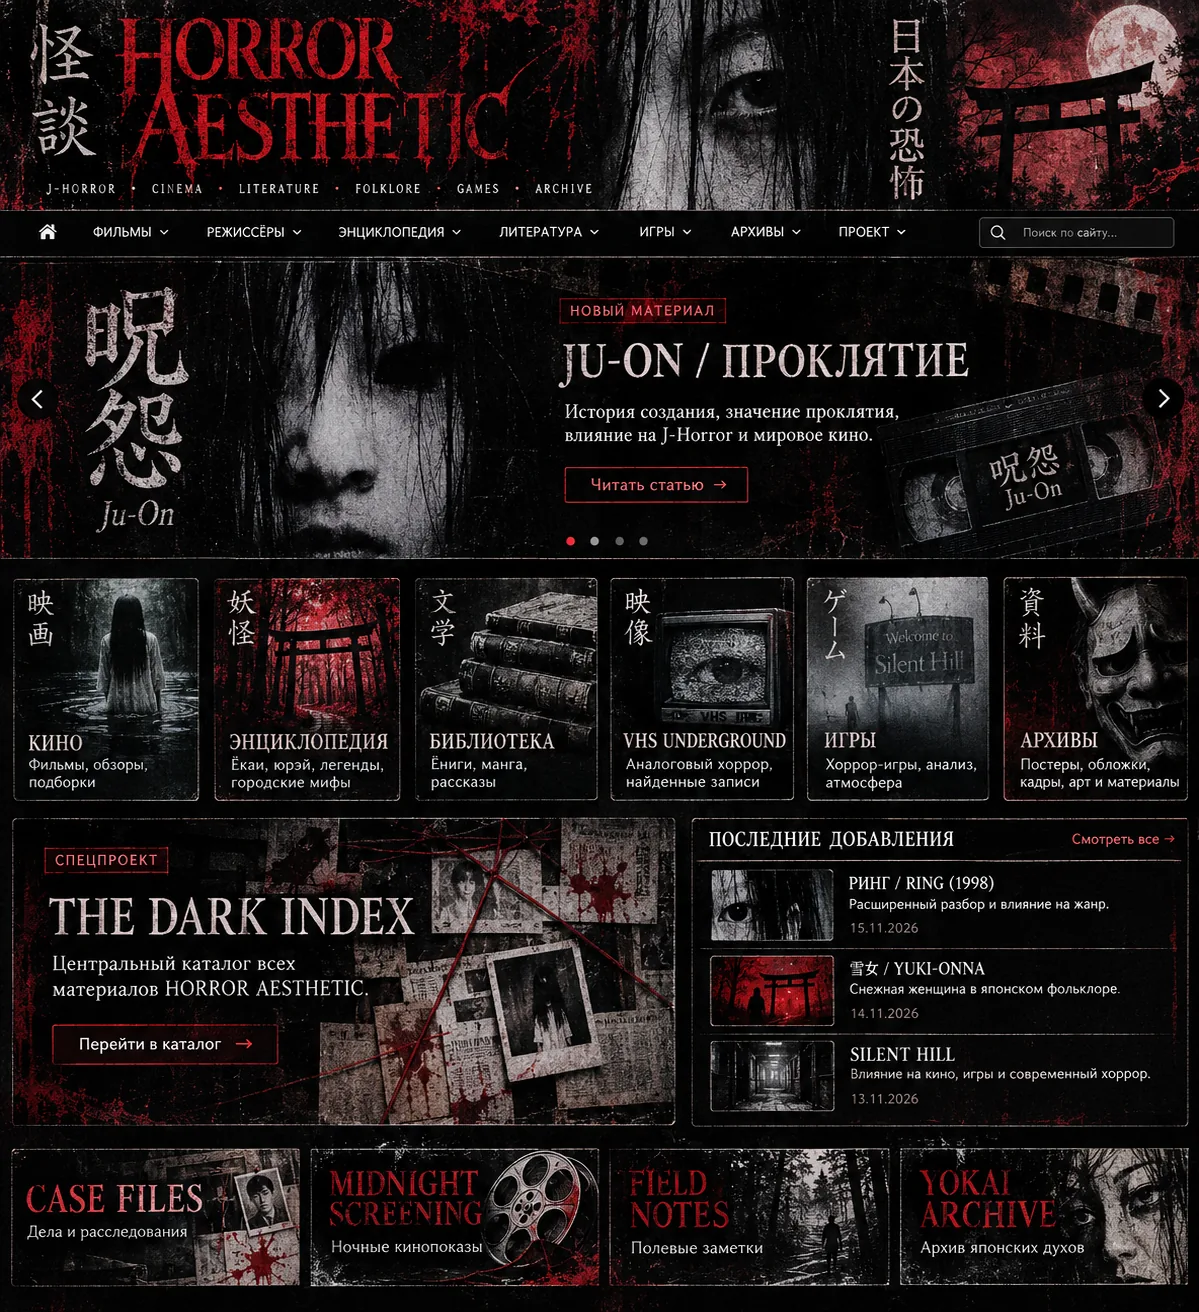 怪談
HORROR
AESTHETIC
J-HORROR • CINEMA • LITERATURE • FOLKLORE • GAMES • ARCHIVE
日本の恐怖
ФИЛЬМЫ
РЕЖИССЁРЫ
ЭНЦИКЛОПЕДИЯ
ЛИТЕРАТУРА
ИГРЫ
АРХИВЫ
ПРОЕКТ
Поиск по сайту...
呪怨
Ju-On
НОВЫЙ МАТЕРИАЛ
JU-ON / ПРОКЛЯТИЕ
История создания, значение проклятия,
влияние на J-Horror и мировое кино.
Читать статью →
呪怨
Ju-On
映画
КИНО
Фильмы, обзоры,
подборки
妖怪
ЭНЦИКЛОПЕДИЯ
Ёкаи, юрэй, легенды,
городские мифы
文学
БИБЛИОТЕКА
Ёниги, манга,
рассказы
映像
VHS UNDERGROUND
Аналоговый хоррор,
найденные записи
ゲーム
Welcome to
Silent Hill
ИГРЫ
Хоррор-игры, анализ,
атмосфера
資料
АРХИВЫ
Постеры, обложки,
кадры, арт и материалы
СПЕЦПРОЕКТ
THE DARK INDEX
Центральный каталог всех
материалов HORROR AESTHETIC.
Перейти в каталог →
ПОСЛЕДНИЕ ДОБАВЛЕНИЯ
Смотреть все →
РИНГ / RING (1998)
Расширенный разбор и влияние на жанр.
15.11.2026
雪女 / YUKI-ONNA
Снежная женщина в японском фольклоре.
14.11.2026
SILENT HILL
Влияние на кино, игры и современный хоррор.
13.11.2026
CASE FILES
Дела и расследования
MIDNIGHT
SCREENING
Ночные кинопоказы
FIELD
NOTES
Полевые заметки
YOKAI
ARCHIVE
Архив японских духов